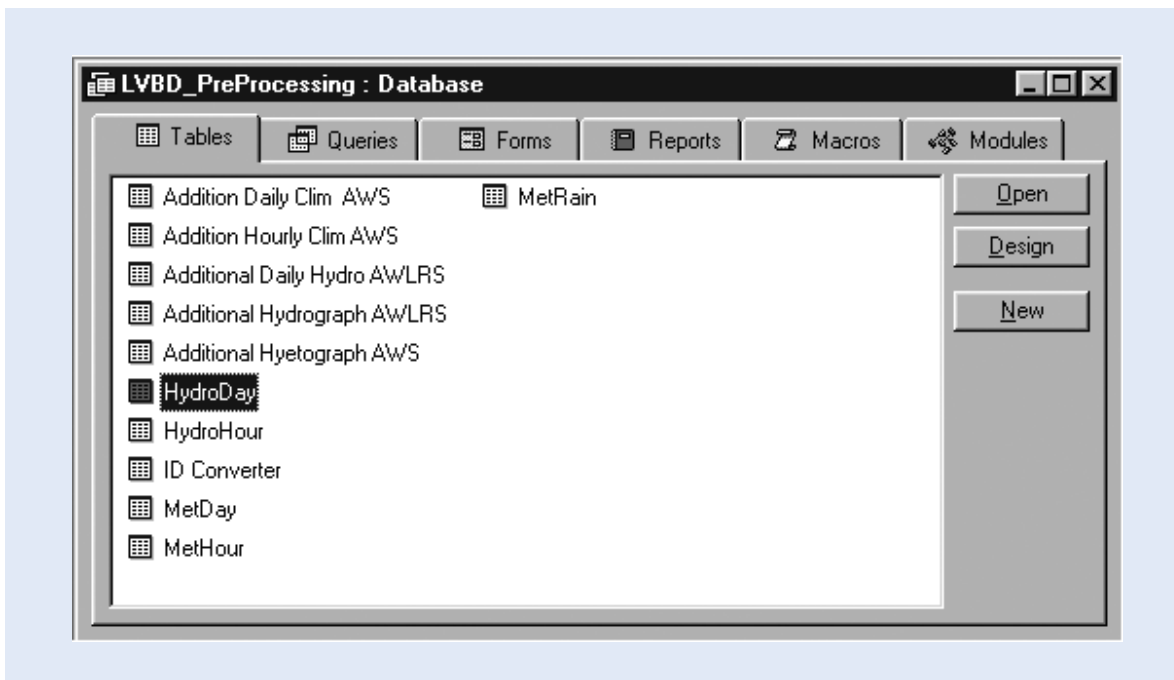 LVBD_PreProcessing : Database
Tables Queries Forms Reports Macros Modules
Addition Daily Clim  AWS
Addition Hourly Clim AWS
Additional Daily Hydro AWLRS
Additional Hydrograph AWLRS
Additional Hyetograph AWS
HydroDay
HydroHour
ID Converter
MetDay
MetHour
MetRain
Open
Design
New